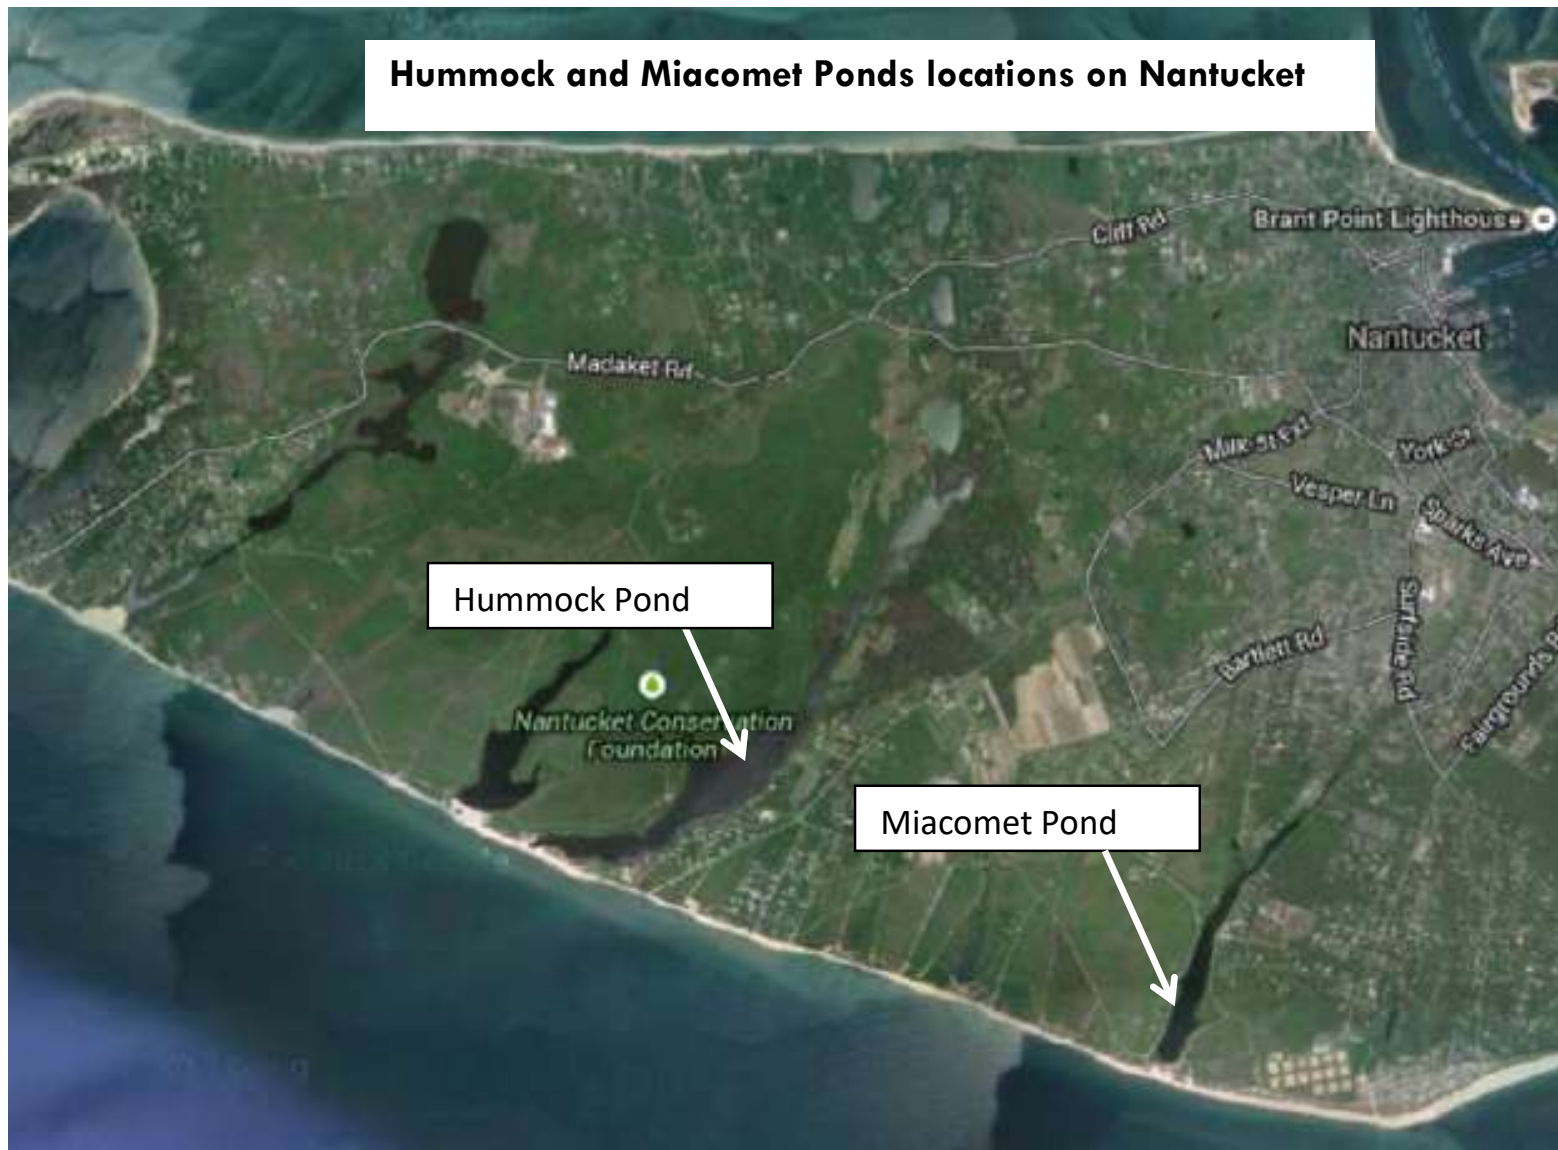 Hummock and Miacomet Ponds locations on Nantucket
Cliff Rd
Brant Point Lighthouse
Nantucket
Madaket Rd
Milk St Ext
York St
Vesper Ln
Sparks Ave
Hummock Pond
Surfside Rd
Bartlett Rd
Nantucket Conservation
Foundation
Fairgrounds
Miacomet Pond